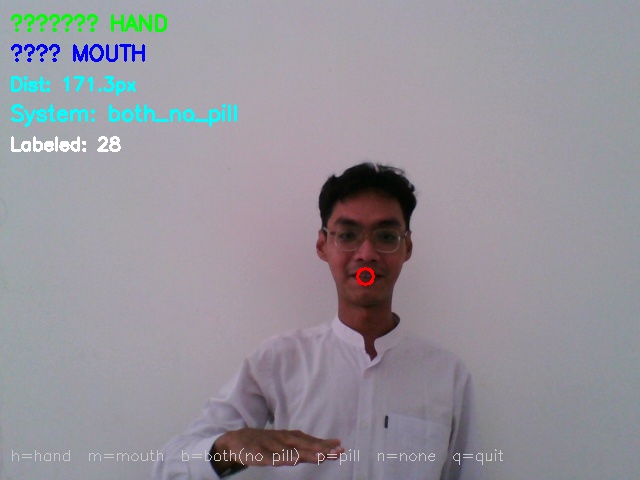 ??????? HAND
???? MOUTH
Dist: 171.3px
System: both_no_pill
Labeled: 28
h=hand m=mouth b=both(no pill) p=pill n=none q=quit